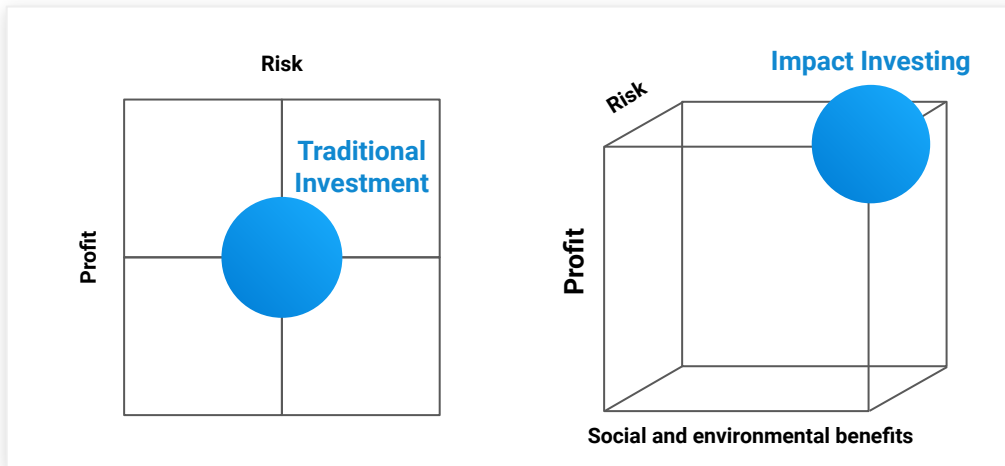 Risk
Traditional
Investment
Profit
Impact Investing
Risk
Profit
Social and environmental benefits